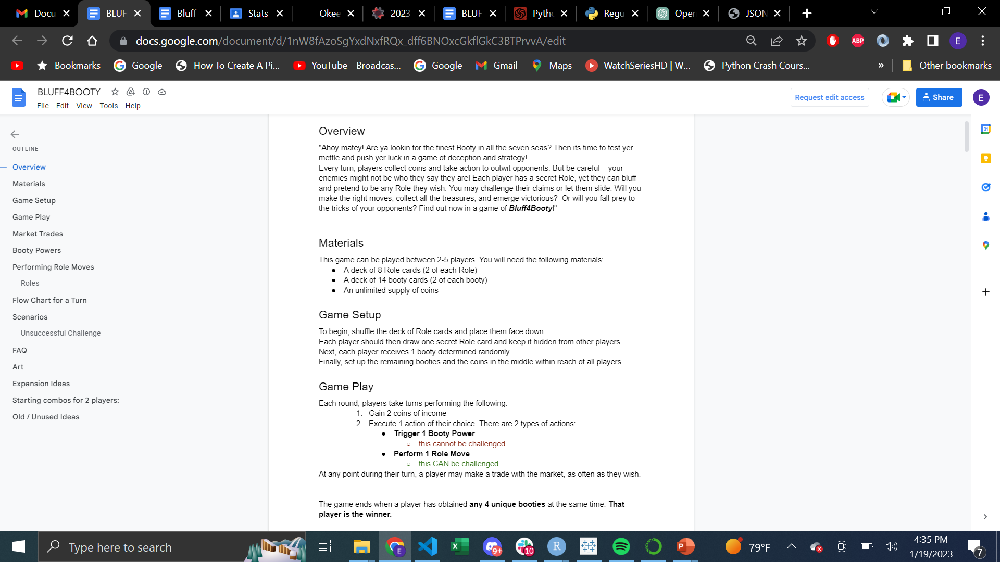 Docu
BLUF
Bluff
Stats
Okee
2023
BLUF
Pytho
Regu
Open
JSON
docs.google.com/document/d/1nW8fAzoSgYxdNxfRQx_dff6BNOxcGkflGkC3BTPrvvA/edit
ABP
E
Bookmarks
Google
How To Create A Pi...
YouTube - Broadcas...
Google
Gmail
Maps
WatchSeriesHD | W...
Python Crash Cours...
»
Other bookmarks
BLUFF4BOOTY
File Edit View Tools Help
Request edit access
Share
E
OUTLINE
Overview
Materials
Game Setup
Game Play
Market Trades
Booty Powers
Performing Role Moves
Roles
Flow Chart for a Turn
Scenarios
Unsuccessful Challenge
FAQ
Art
Expansion Ideas
Starting combos for 2 players:
Old / Unused Ideas
Overview
"Ahoy matey! Are ya lookin for the finest Booty in all the seven seas? Then its time to test yer
mettle and push yer luck in a game of deception and strategy!
Every turn, players collect coins and take action to outwit opponents. But be careful – your
enemies might not be who they say they are! Each player has a secret Role, yet they can bluff
and pretend to be any Role they wish. You may challenge their claims or let them slide. Will you
make the right moves, collect all the treasures, and emerge victorious? Or will you fall prey to
the tricks of your opponents? Find out now in a game of Bluff4Booty!"
Materials
This game can be played between 2-5 players. You will need the following materials:
● A deck of 8 Role cards (2 of each Role)
● A deck of 14 booty cards (2 of each booty)
● An unlimited supply of coins
Game Setup
To begin, shuffle the deck of Role cards and place them face down.
Each player should then draw one secret Role card and keep it hidden from other players.
Next, each player receives 1 booty determined randomly.
Finally, set up the remaining booties and the coins in the middle within reach of all players.
Game Play
Each round, players take turns performing the following:
1. Gain 2 coins of income
2. Execute 1 action of their choice. There are 2 types of actions:
● Trigger 1 Booty Power
○ this cannot be challenged
● Perform 1 Role Move
○ this CAN be challenged
At any point during their turn, a player may make a trade with the market, as often as they wish.
The game ends when a player has obtained any 4 unique booties at the same time. That
player is the winner.
31
Type here to search
E
9+
10
R
P
79°F
4:35 PM
1/19/2023
7